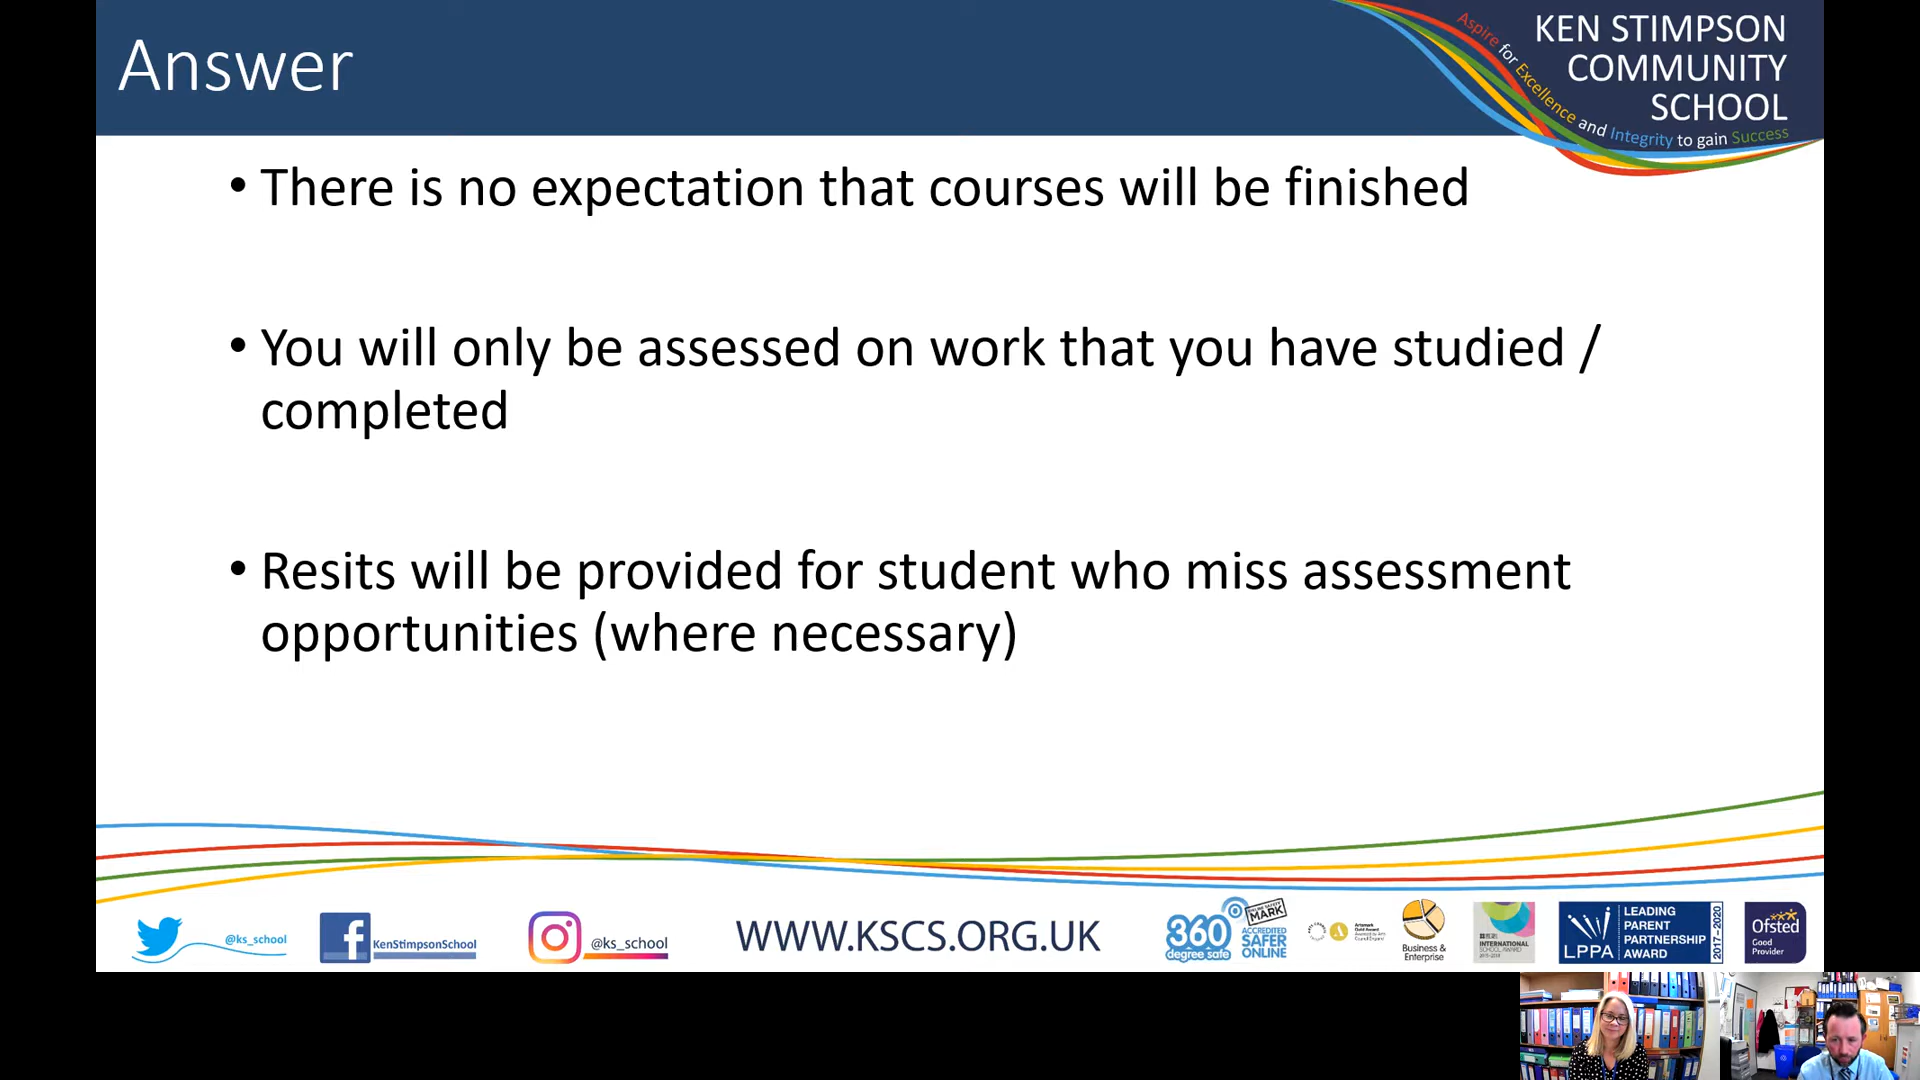 Answer
KEN STIMPSON
COMMUNITY
SCHOOL
Aspire for Excellence and Integrity to gain Success
• There is no expectation that courses will be finished
• You will only be assessed on work that you have studied /
completed
• Resits will be provided for student who miss assessment
opportunities (where necessary)
@ks_school
KenStimpsonSchool
@ks_school
WWW.KSCS.ORG.UK
360
degree safe
ONLINE SAFETY
MARK
ACCREDITED
SAFER
ONLINE
Business &
Enterprise
INTERNATIONAL
SCHOOL AWARD
LPPA
LEADING
PARENT
PARTNERSHIP
AWARD
2017-2020
Ofsted
Good
Provider